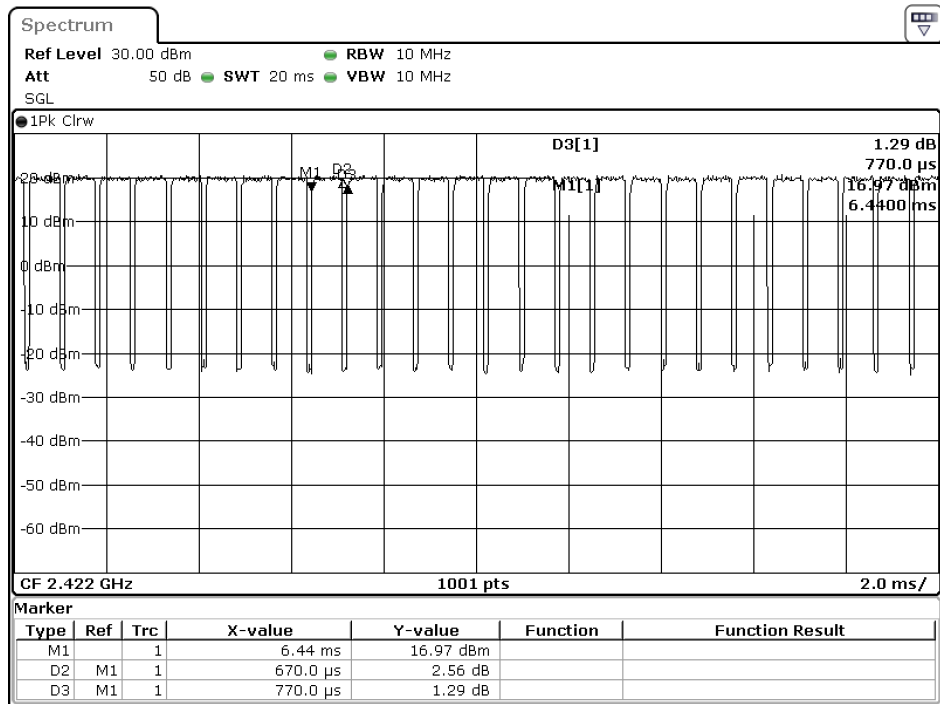 Spectrum
Ref Level 30.00 dBm RBW 10 MHz
Att 50 dB SWT 20 ms VBW 10 MHz
SGL
1Pk Clrw
D3[1] 1.29 dB
770.0 µs
M1[1] 16.97 dBm
6.4400 ms
M1 D2 D3
20 dBm
10 dBm
0 dBm
-10 dBm
-20 dBm
-30 dBm
-40 dBm
-50 dBm
-60 dBm
CF 2.422 GHz 1001 pts 2.0 ms/
Marker
Type Ref Trc X-value Y-value Function Function Result
M1 1 6.44 ms 16.97 dBm
D2 M1 1 670.0 µs 2.56 dB
D3 M1 1 770.0 µs 1.29 dB